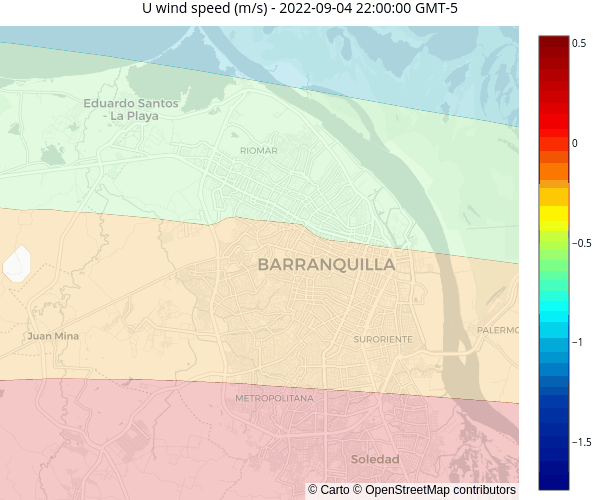 U wind speed (m/s) - 2022-09-04 22:00:00 GMT-5
0.5
Eduardo Santos
- La Playa
RIOMAR
0
−0.5
BARRANQUILLA
Juan Mina
SURORIENTE
PALERMO
−1
METROPOLITANA
−1.5
Soledad
© Carto © OpenStreetMap contributors